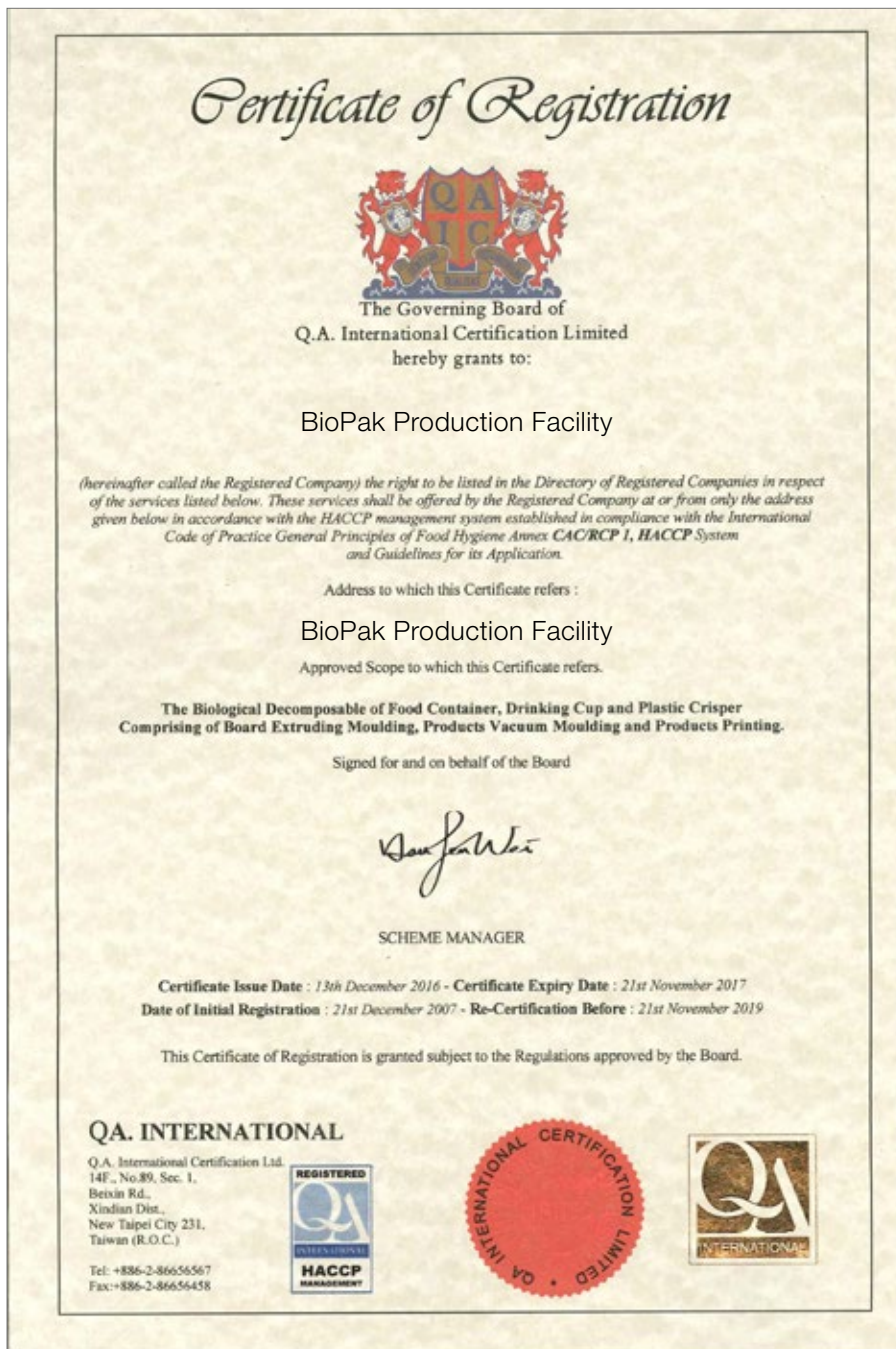 Certificate of Registration
QA
IC
The Governing Board of
Q.A. International Certification Limited
hereby grants to:
BioPak Production Facility
(hereinafter called the Registered Company) the right to be listed in the Directory of Registered Companies in respect
of the services listed below. These services shall be offered by the Registered Company at or from only the address
given below in accordance with the HACCP management system established in compliance with the International
Code of Practice General Principles of Food Hygiene Annex CAC/RCP 1, HACCP System
and Guidelines for its Application.
Address to which this Certificate refers :
BioPak Production Facility
Approved Scope to which this Certificate refers.
The Biological Decomposable of Food Container, Drinking Cup and Plastic Crisper
Comprising of Board Extruding Moulding, Products Vacuum Moulding and Products Printing.
Signed for and on behalf of the Board
SCHEME MANAGER
Certificate Issue Date : 13th December 2016 - Certificate Expiry Date : 21st November 2017
Date of Initial Registration : 21st December 2007 - Re-Certification Before : 21st November 2019
This Certificate of Registration is granted subject to the Regulations approved by the Board.
QA. INTERNATIONAL
Q.A. International Certification Ltd.
14F., No.89, Sec. 1,
Beixin Rd.,
Xindian Dist.,
New Taipei City 231,
Taiwan (R.O.C.)
Tel: +886-2-86656567
Fax:+886-2-86656458
REGISTERED
QA
INTERNATIONAL
HACCP
MANAGEMENT
QA INTERNATIONAL CERTIFICATION LIMITED
QA
INTERNATIONAL